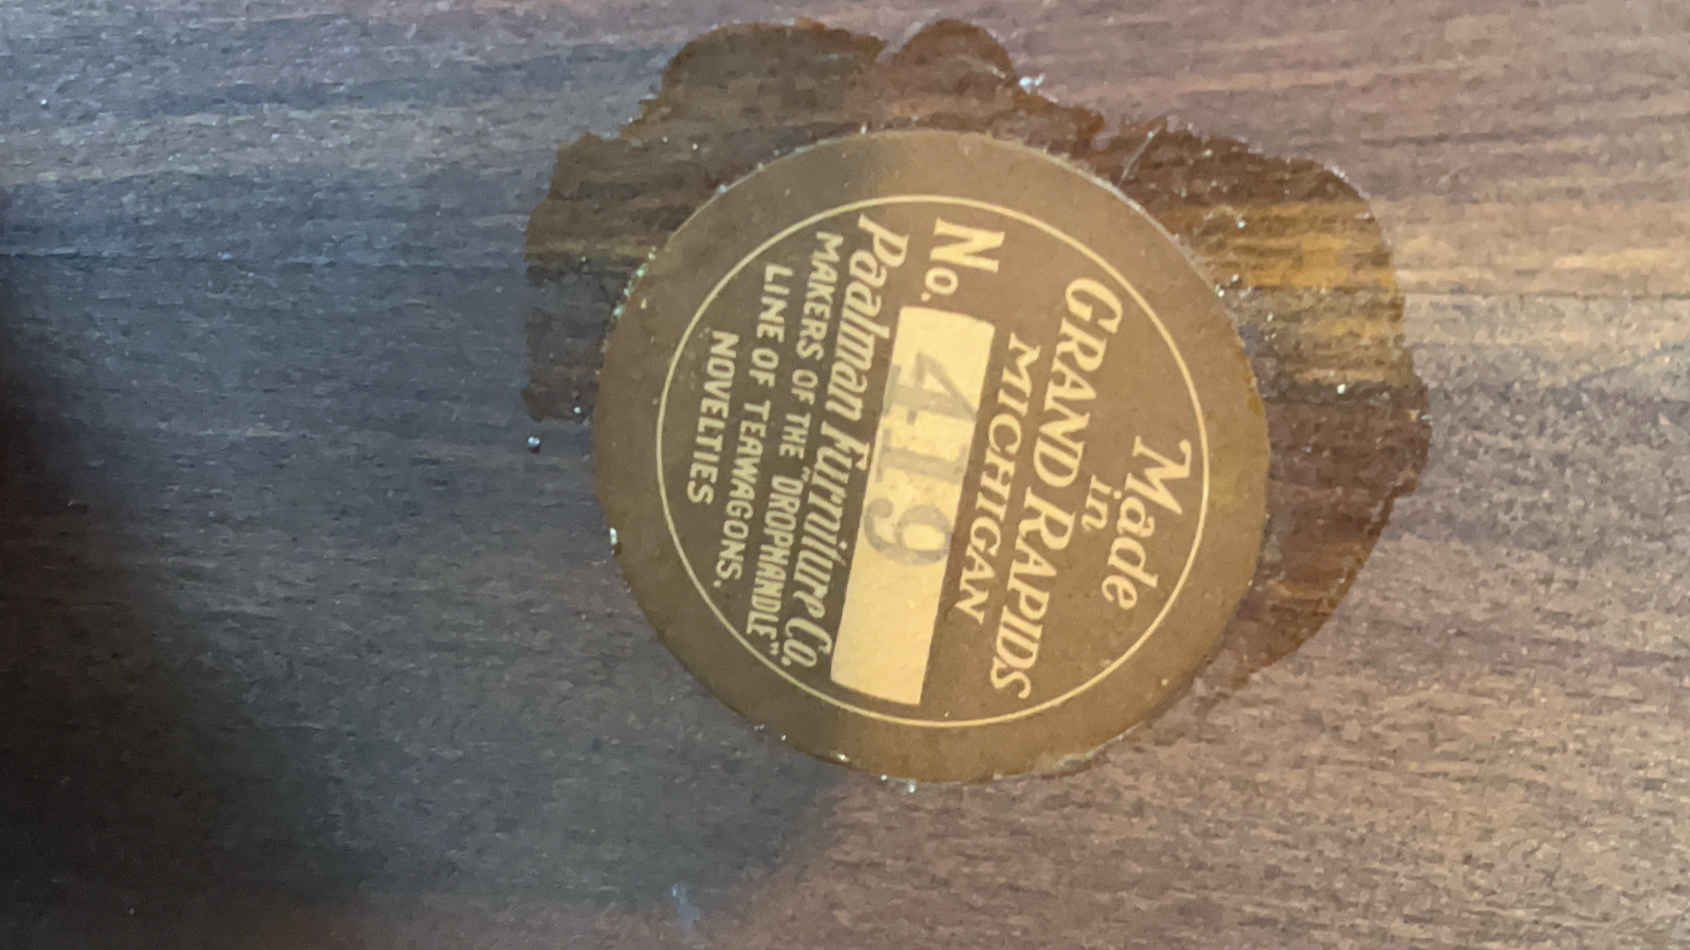 Made
in
GRAND RAPIDS
MICHIGAN
No. 419
Paalman Furniture Co.
MAKERS OF THE "DROPHANDLE"
LINE OF TEAWAGONS.
NOVELTIES